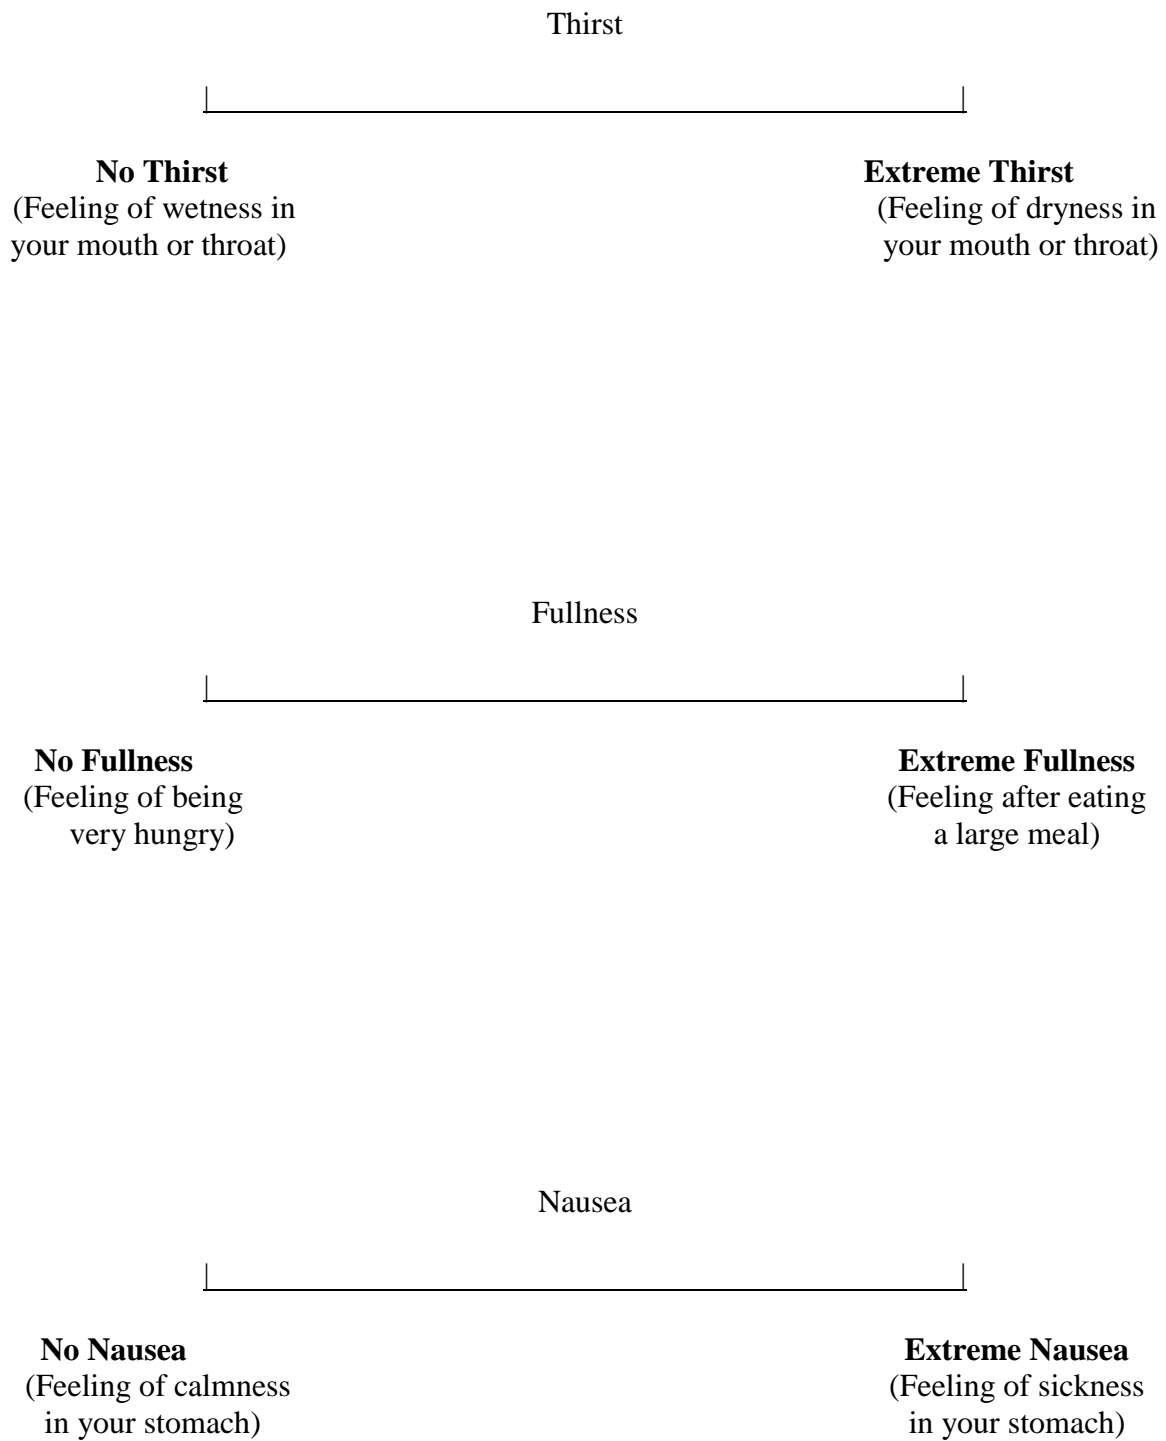 Thirst
No Thirst Extreme Thirst
(Feeling of wetness in (Feeling of dryness in
your mouth or throat) your mouth or throat)
Fullness
No Fullness Extreme Fullness
(Feeling of being (Feeling after eating
very hungry) a large meal)
Nausea
No Nausea Extreme Nausea
(Feeling of calmness (Feeling of sickness
in your stomach) in your stomach)